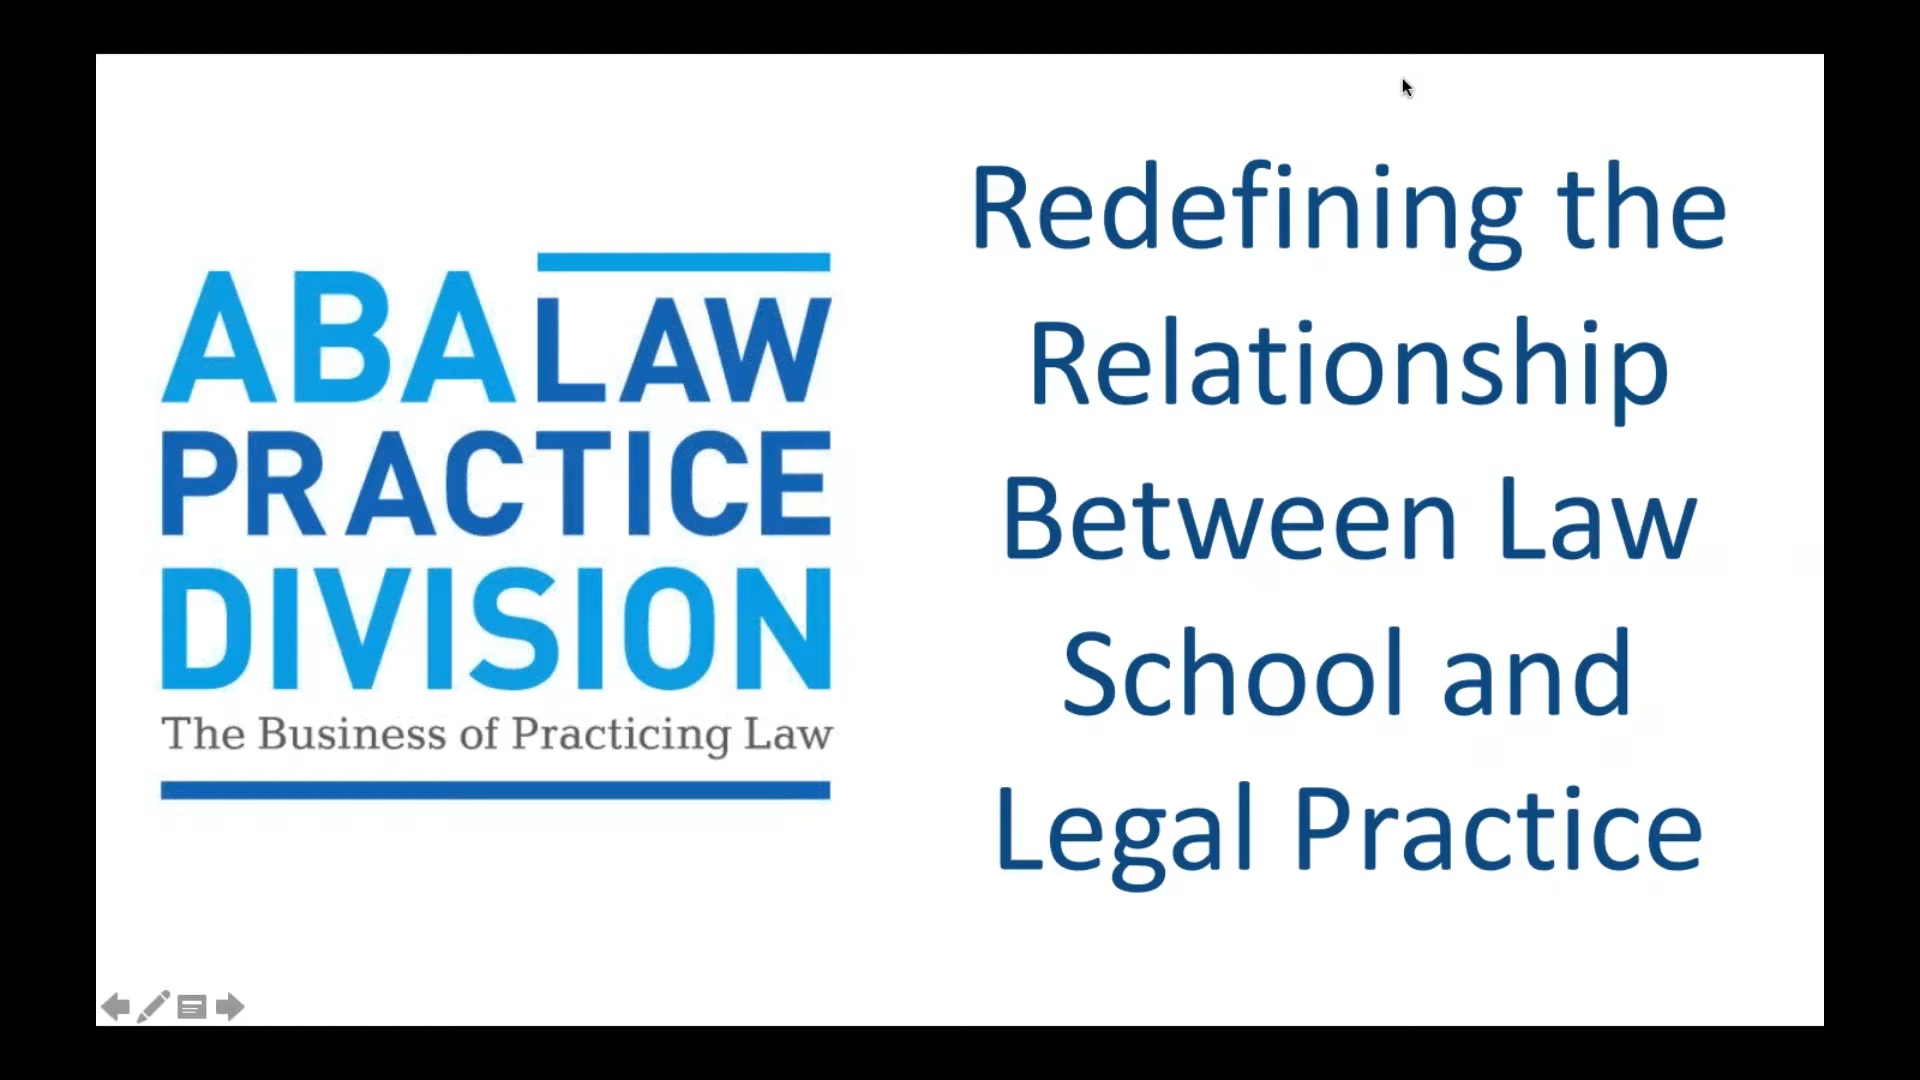 ABA LAW
PRACTICE
DIVISION
The Business of Practicing Law
Redefining the
Relationship
Between Law
School and
Legal Practice